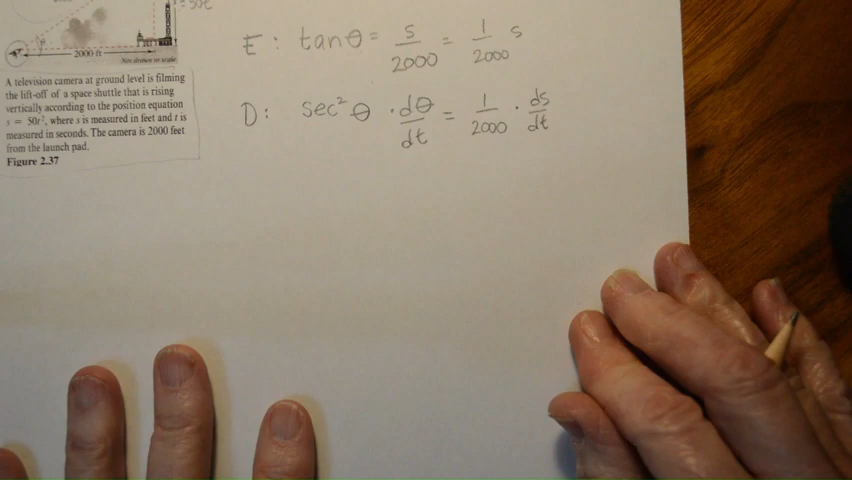 2000 ft
Not drawn to scale
A television camera at ground level is filming
the lift-off of a space shuttle that is rising
vertically according to the position equation
s = 50t², where s is measured in feet and t is
measured in seconds. The camera is 2000 feet
from the launch pad.
Figure 2.37
E : tanθ = s/2000 = 1/2000 s
D : sec² θ · dθ/dt = 1/2000 · ds/dt